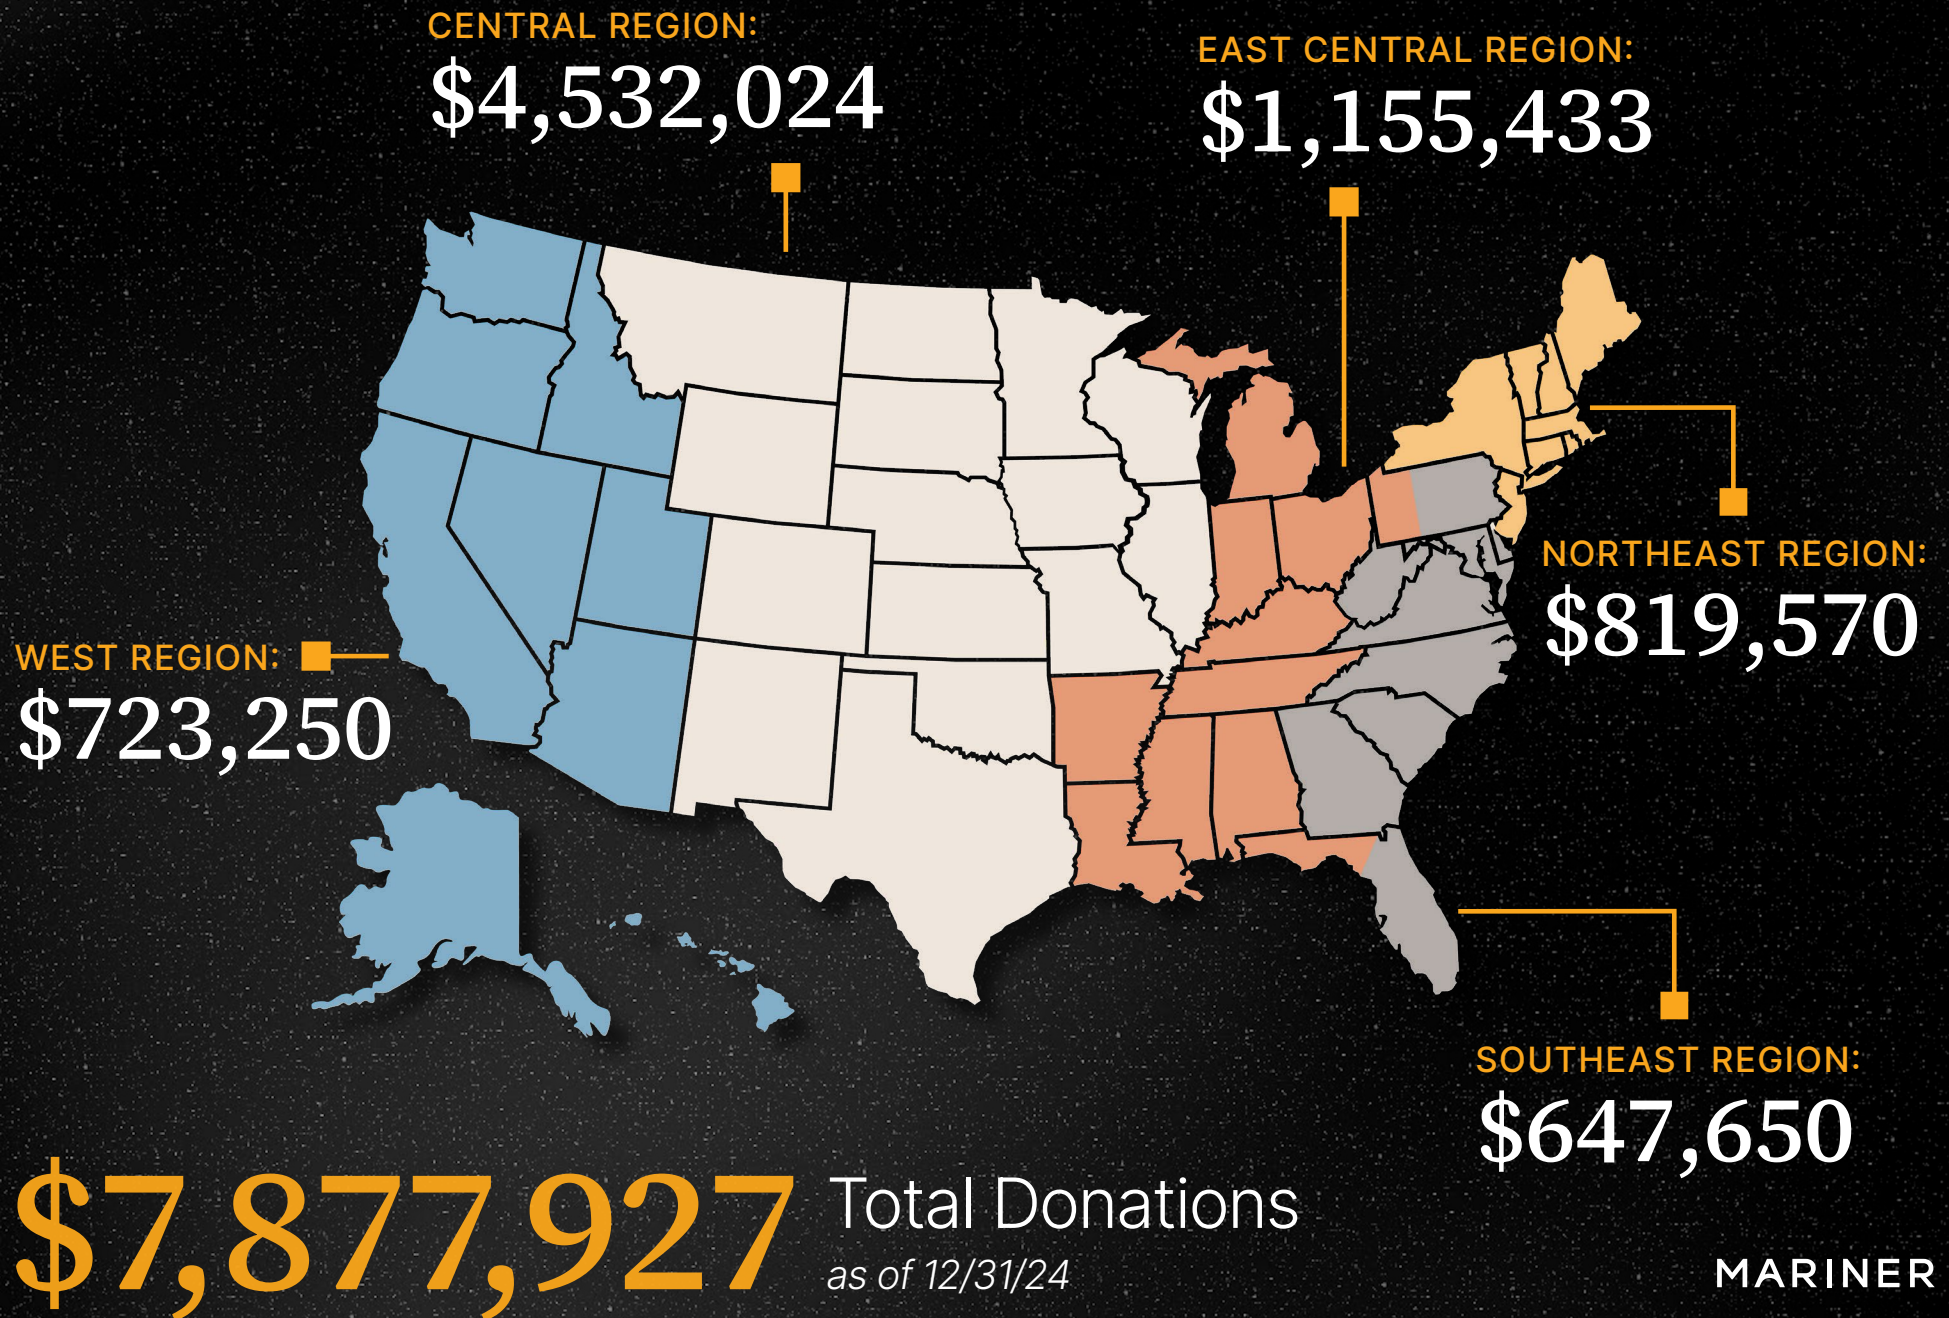 CENTRAL REGION:
$4,532,024
EAST CENTRAL REGION:
$1,155,433
NORTHEAST REGION:
$819,570
WEST REGION:
$723,250
SOUTHEAST REGION:
$647,650
$7,877,927 Total Donations
as of 12/31/24
MARINER